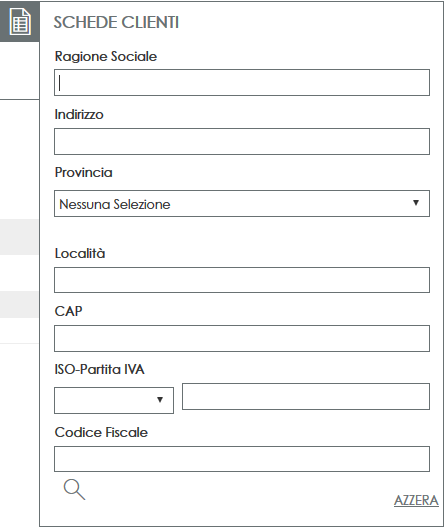 SCHEDE CLIENTI
Ragione Sociale
Indirizzo
Provincia
Nessuna Selezione
Località
CAP
ISO-Partita IVA
Codice Fiscale
AZZERA